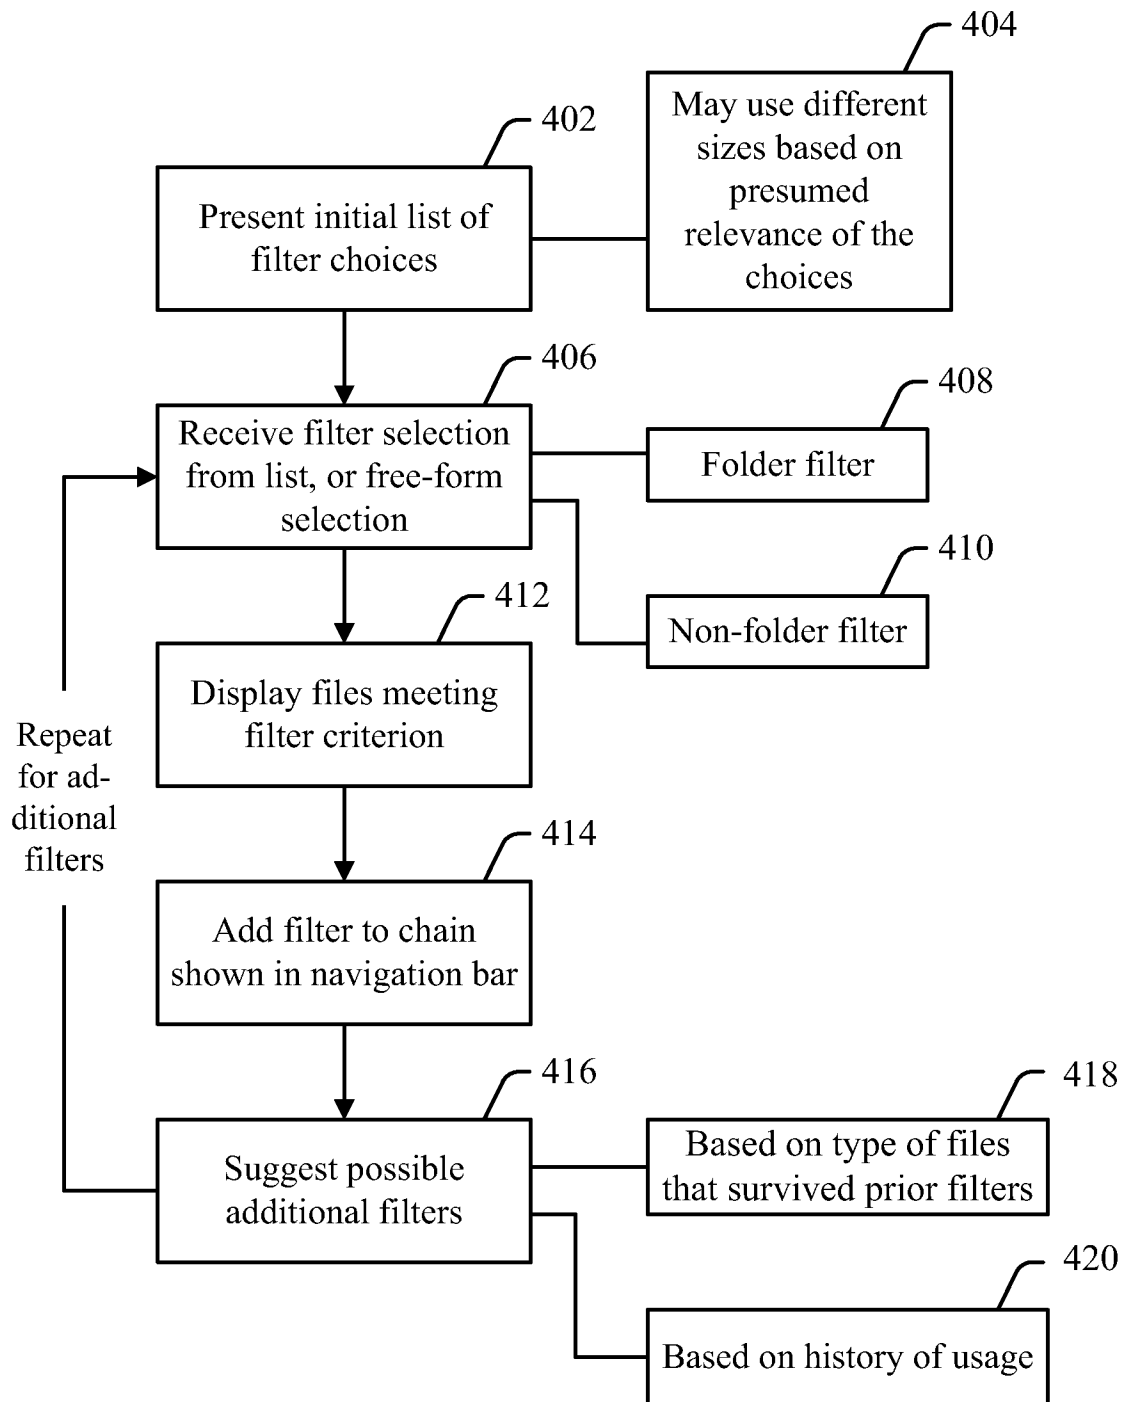 404
May use different
sizes based on
presumed
relevance of the
choices
402
Present initial list of
filter choices
406
Receive filter selection
from list, or free-form
selection
408
Folder filter
410
Non-folder filter
412
Display files meeting
filter criterion
Repeat
for ad-
ditional
filters
414
Add filter to chain
shown in navigation bar
416
Suggest possible
additional filters
418
Based on type of files
that survived prior filters
420
Based on history of usage